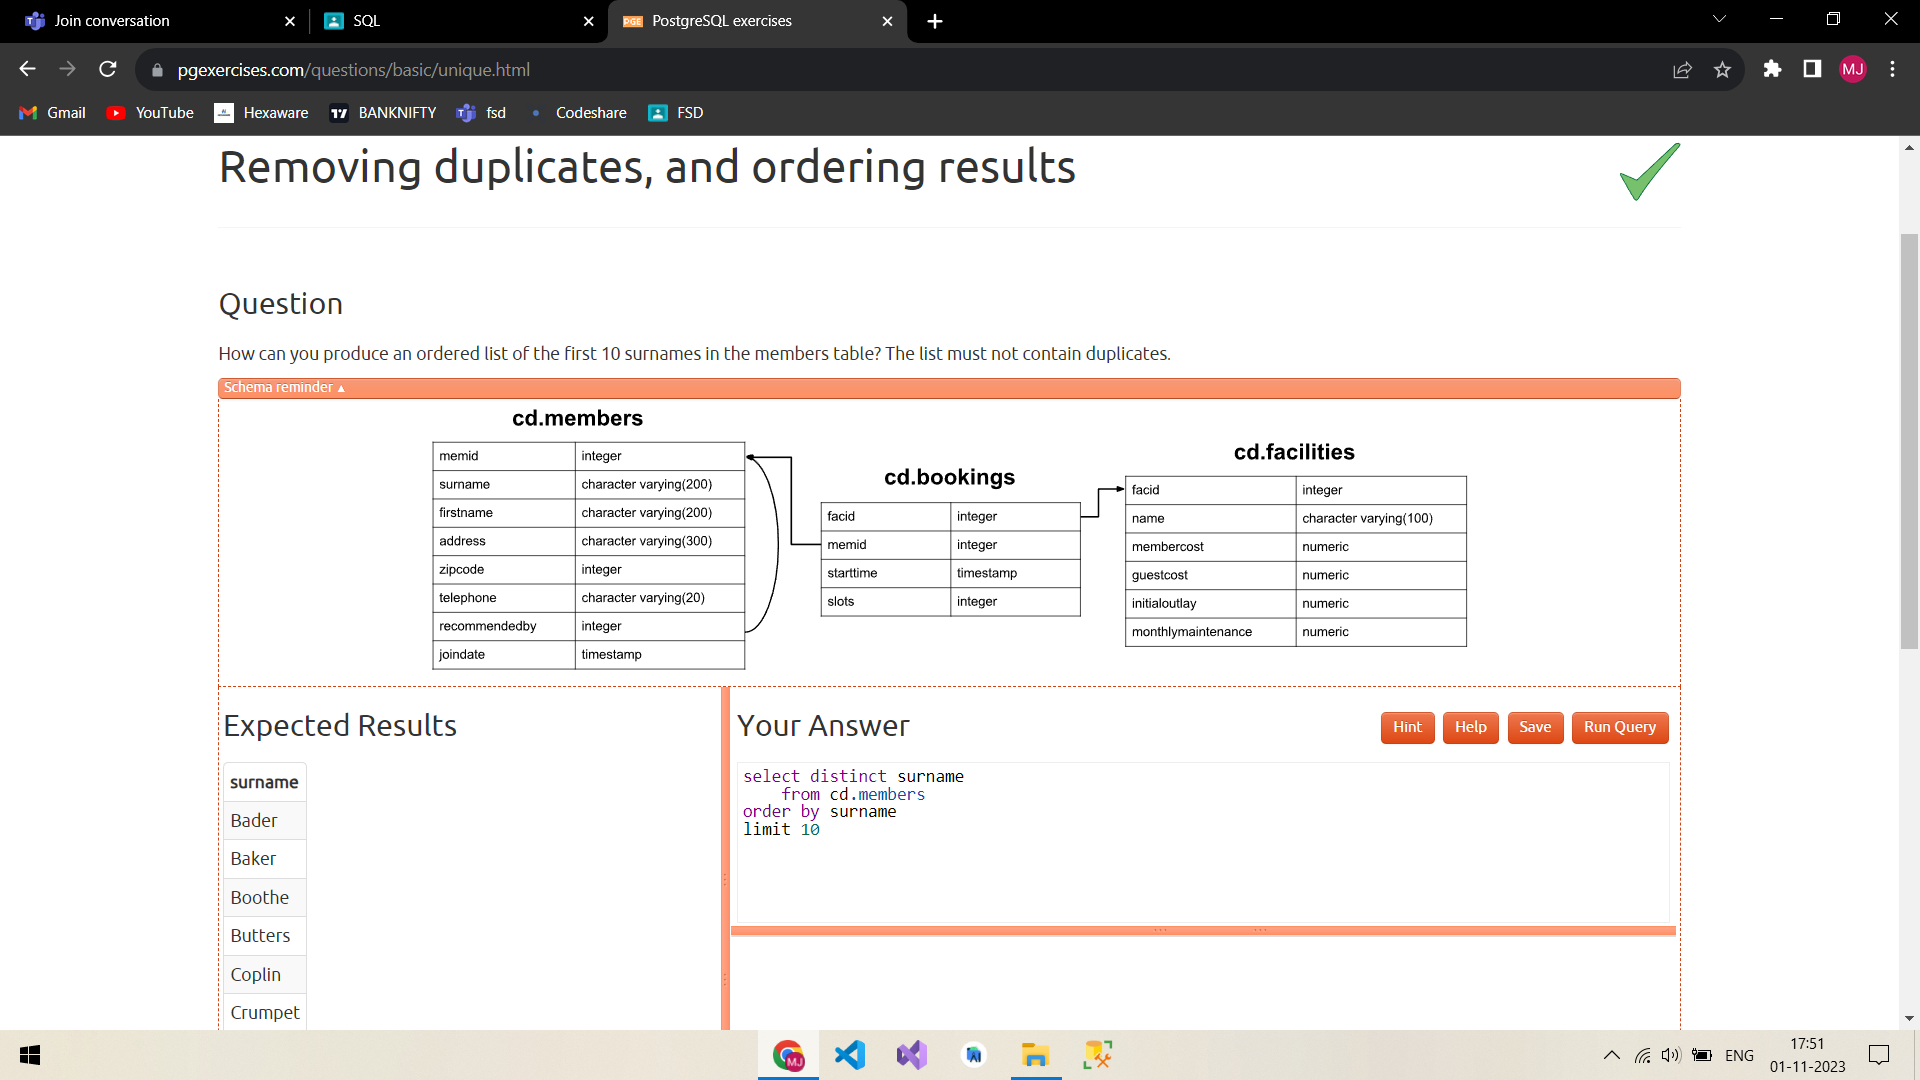 Join conversation
SQL
PGE PostgreSQL exercises
pgexercises.com/questions/basic/unique.html
MJ
Gmail YouTube Hexaware BANKNIFTY fsd Codeshare FSD
Removing duplicates, and ordering results
Question
How can you produce an ordered list of the first 10 surnames in the members table? The list must not contain duplicates.
Schema reminder ▲
cd.members
memid integer
surname character varying(200)
firstname character varying(200)
address character varying(300)
zipcode integer
telephone character varying(20)
recommendedby integer
joindate timestamp
cd.bookings
facid integer
memid integer
starttime timestamp
slots integer
cd.facilities
facid integer
name character varying(100)
membercost numeric
guestcost numeric
initialoutlay numeric
monthlymaintenance numeric
Expected Results
surname
Bader
Baker
Boothe
Butters
Coplin
Crumpet
Your Answer
Hint Help Save Run Query
select distinct surname
from cd.members
order by surname
limit 10
MJ
ENG
17:51
01-11-2023